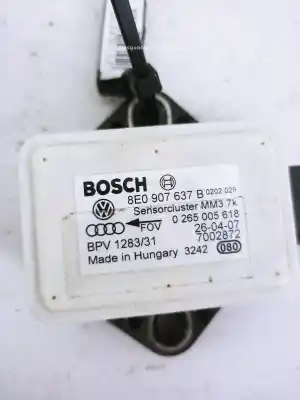 BOSCH
8E0 907 637 B 0202 029
Sensorcluster MM3 7k
0 265 005 618
FOV 26-04-07
BPV 1283/31 7002872
Made in Hungary 3242 080